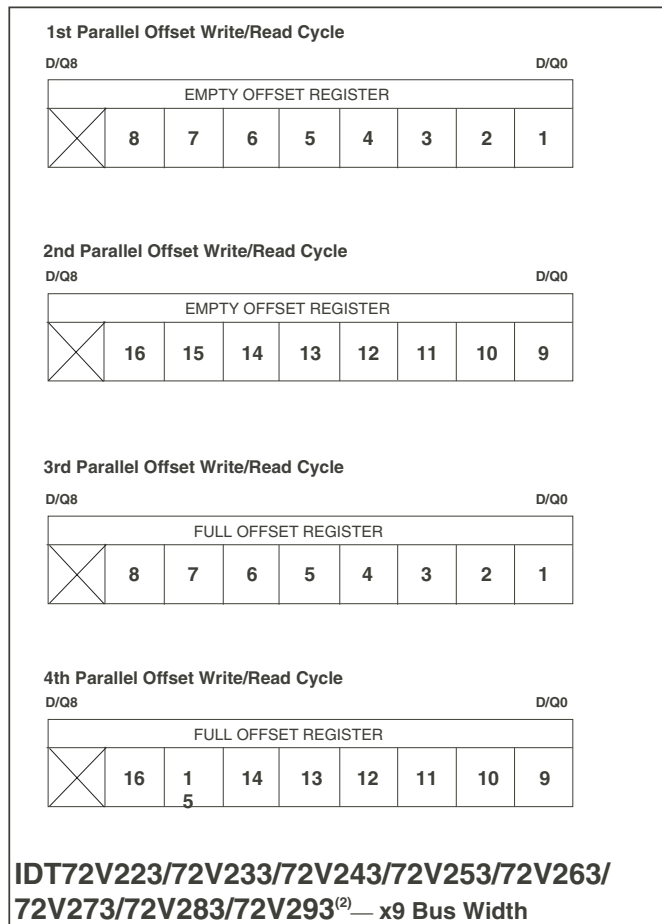 1st Parallel Offset Write/Read Cycle
D/Q8 D/Q0
EMPTY OFFSET REGISTER
8 7 6 5 4 3 2 1
2nd Parallel Offset Write/Read Cycle
D/Q8 D/Q0
EMPTY OFFSET REGISTER
16 15 14 13 12 11 10 9
3rd Parallel Offset Write/Read Cycle
D/Q8 D/Q0
FULL OFFSET REGISTER
8 7 6 5 4 3 2 1
4th Parallel Offset Write/Read Cycle
D/Q8 D/Q0
FULL OFFSET REGISTER
16 15 14 13 12 11 10 9
IDT72V223/72V233/72V243/72V253/72V263/
72V273/72V283/72V293(2)— x9 Bus Width